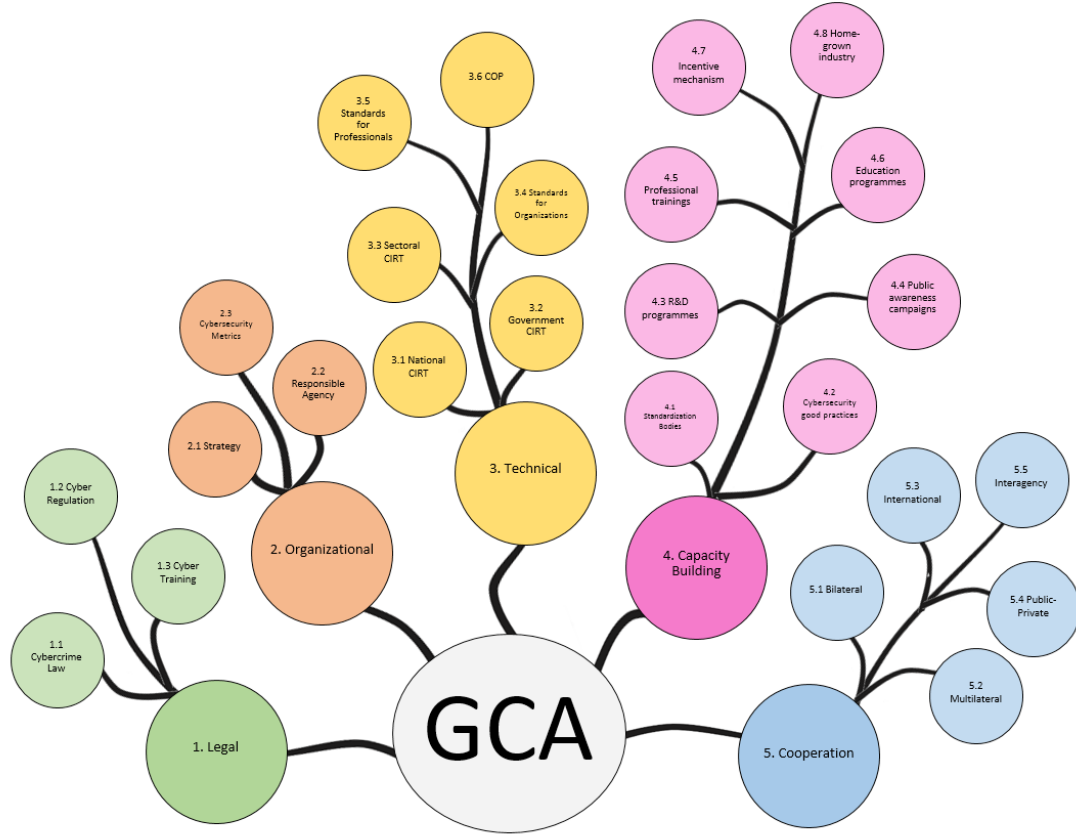 GCA
1. Legal
1.1
Cybercrime
Law
1.2 Cyber
Regulation
1.3 Cyber
Training
2. Organizational
2.1 Strategy
2.2
Responsible
Agency
2.3
Cybersecurity
Metrics
3. Technical
3.1 National
CIRT
3.2
Government
CIRT
3.3 Sectoral
CIRT
3.4 Standards
for
Organizations
3.5
Standards
for
Professionals
3.6 COP
4. Capacity
Building
4.1
Standardization
Bodies
4.2
Cybersecurity
good practices
4.3 R&D
programmes
4.4 Public
awareness
campaigns
4.5
Professional
trainings
4.6
Education
programmes
4.7
Incentive
mechanism
4.8 Home-
grown
industry
5. Cooperation
5.1 Bilateral
5.2
Multilateral
5.3
International
5.4 Public-
Private
5.5
Interagency